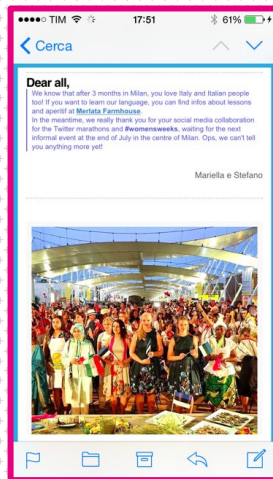 TIM 17:51 61%
Cerca
Dear all,
We know that after 3 months in Milan, you love Italy and Italian people
too! If you want to learn our language, you can find infos about lessons
and aperitif at Merlata Farmhouse.
In the meantime, we really thank you for your social media collaboration
for the Twitter marathons and #womensweeks, waiting for the next
informal event at the end of July in the centre of Milan. Ops, we can't tell
you anything more yet!
Mariella e Stefano